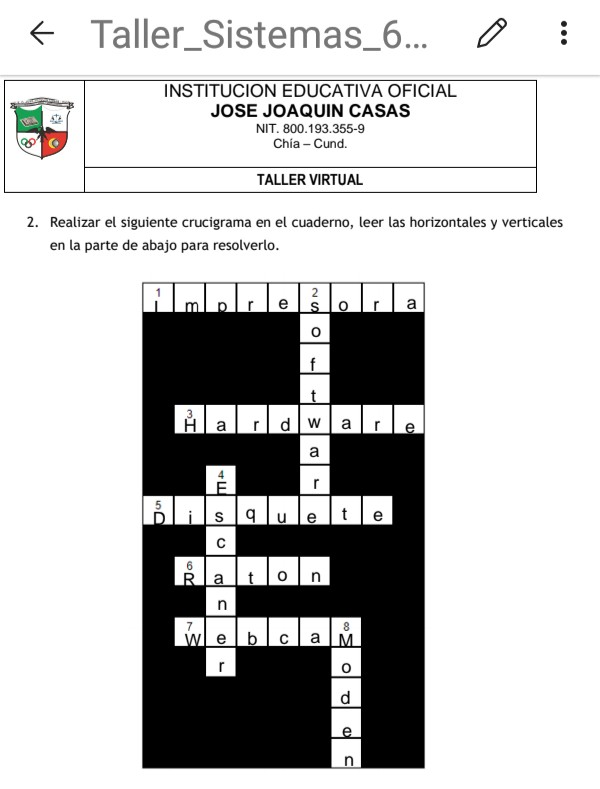 Taller_Sistemas_6...
INSTITUCION EDUCATIVA OFICIAL
JOSE JOAQUIN CASAS
NIT. 800.193.355-9
Chía – Cund.
TALLER VIRTUAL
2. Realizar el siguiente crucigrama en el cuaderno, leer las horizontales y verticales
en la parte de abajo para resolverlo.
1 2
I m p r e s o r a
o
f
t
3
H a r d w a r e
a
4
E r
5
D i s q u e t e
c
6
R a t o n
n
7 8
W e b c a M
r o
d
e
n